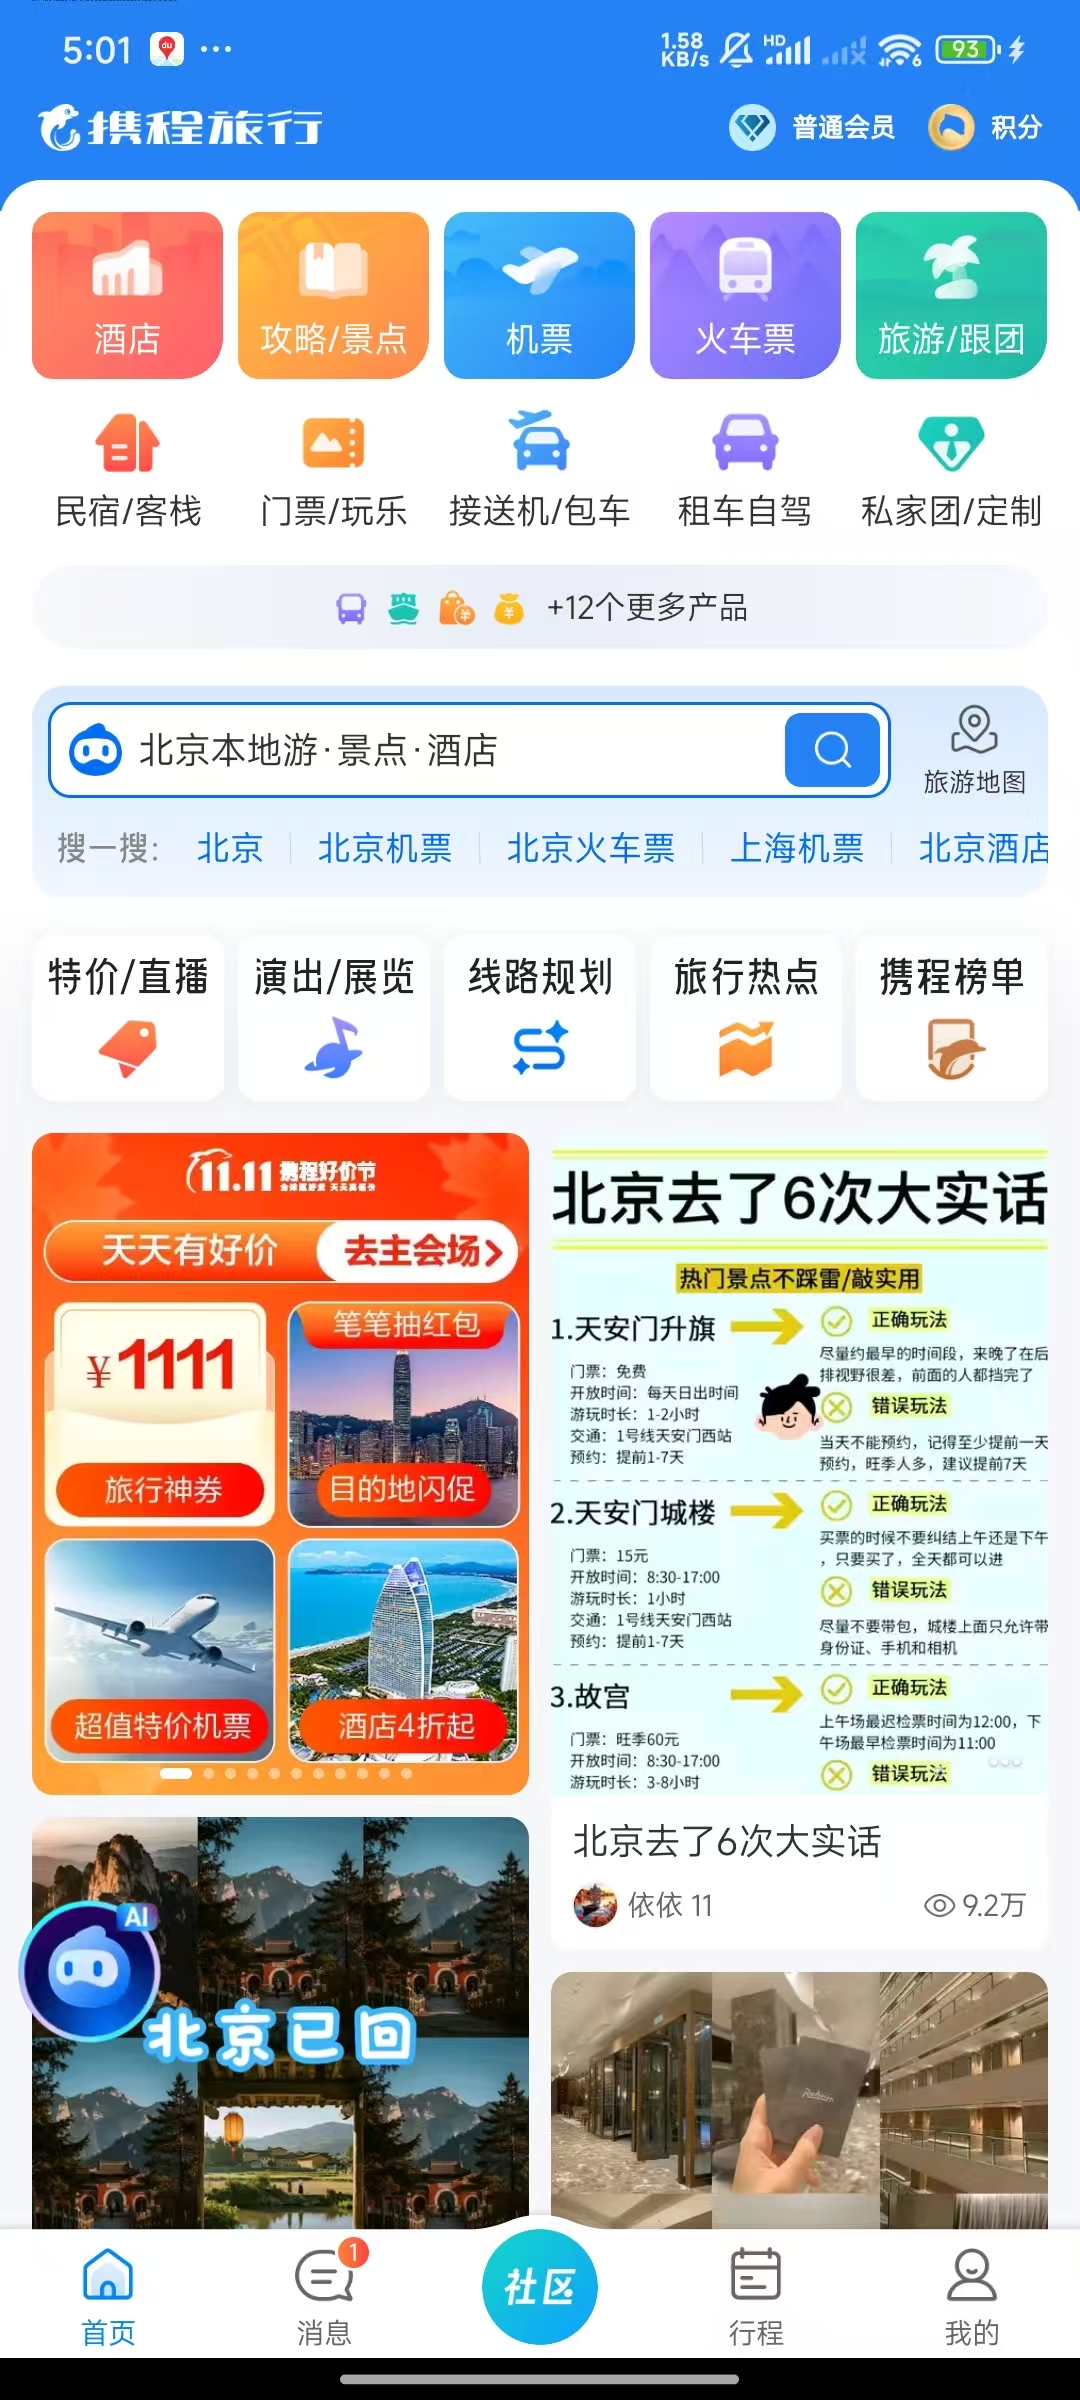 5:01
1.58
KB/s
HD
6
93
携程旅行
普通会员
积分
酒店
攻略/景点
机票
火车票
旅游/跟团
民宿/客栈
门票/玩乐
接送机/包车
租车自驾
私家团/定制
+12个更多产品
北京本地游·景点·酒店
旅游地图
搜一搜:
北京
北京机票
北京火车票
上海机票
北京酒店
特价/直播
演出/展览
线路规划
旅行热点
携程榜单
11.11 携程好价节
天天有好价
去主会场>
¥1111
旅行神券
笔笔抽红包
目的地闪促
超值特价机票
酒店4折起
北京去了6次大实话
热门景点不踩雷/敲实用
1.天安门升旗
门票：免费
开放时间：每天日出时间
游玩时长：1-2小时
交通：1号线天安门西站
预约：提前1-7天
正确玩法
尽量约最早的时间段，来晚了在后
排视野很差，前面的人都挡完了
错误玩法
当天不能预约，记得至少提前一天
预约，旺季人多，建议提前7天
2.天安门城楼
门票：15元
开放时间：8:30-17:00
游玩时长：1小时
交通：1号线天安门西站
预约：提前1-7天
正确玩法
买票的时候不要纠结上午还是下午
，只要买了，全天都可以进
错误玩法
尽量不要带包，城楼上面只允许带
身份证、手机和相机
3.故宫
门票：旺季60元
开放时间：8:30-17:00
游玩时长：3-8小时
正确玩法
上午场最迟检票时间为12:00，下
午场最早检票时间为11:00
错误玩法
北京去了6次大实话
依依 11
9.2万
AI
北京已回
Radisson
首页
1
消息
社区
行程
我的